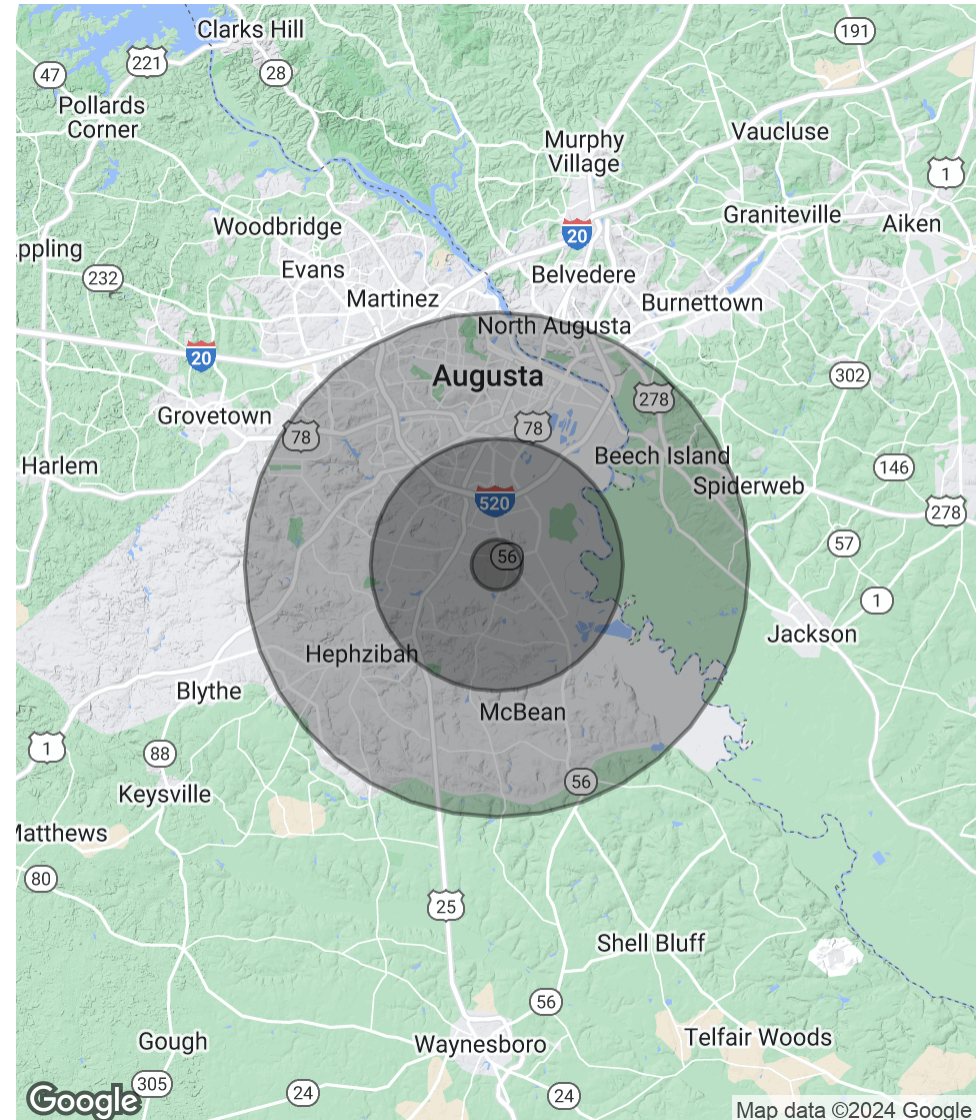 Clarks Hill
191
221
47
28
Pollards
Corner
Murphy
Village
Vaucluse
1
Woodbridge
Graniteville
Aiken
20
ppling
Evans
Belvedere
232
Martinez
Burnettown
North Augusta
20
Augusta
302
278
Grovetown
78
78
Harlem
Beech Island
146
Spiderweb
520
278
56
57
1
Jackson
Hephzibah
Blythe
McBean
1
88
56
Keysville
Matthews
80
25
Shell Bluff
56
Gough
Waynesboro
Telfair Woods
305
24
24
Google
Map data ©2024 Google